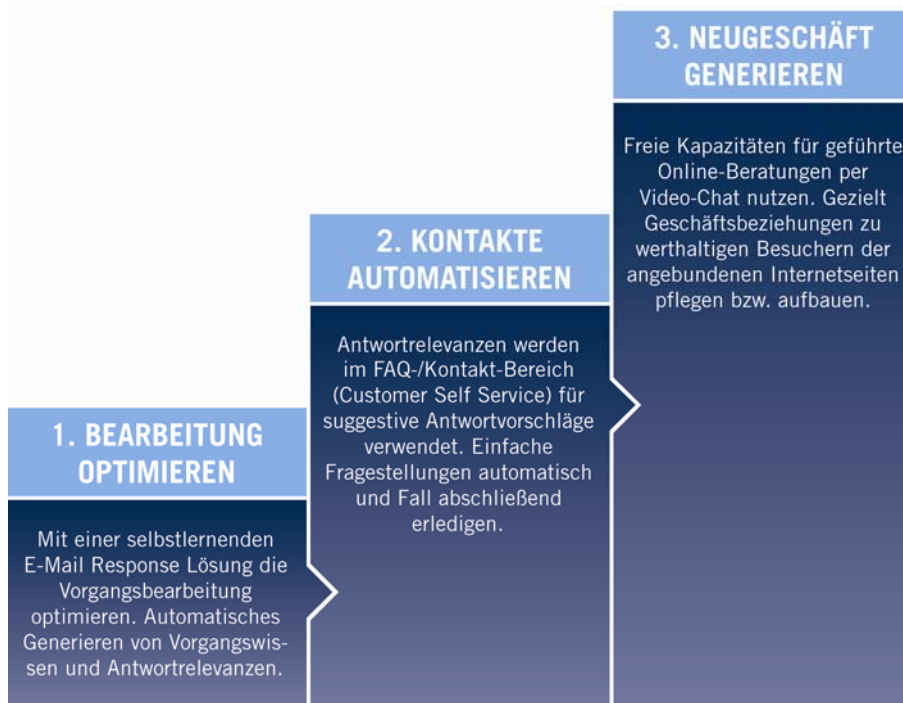 1. BEARBEITUNG
OPTIMIEREN
Mit einer selbstlernenden
E-Mail Response Lösung die
Vorgangsbearbeitung
optimieren. Automatisches
Generieren von Vorgangswis-
sen und Antwortrelevanzen.
2. KONTAKTE
AUTOMATISIEREN
Antwortrelevanzen werden
im FAQ-/Kontakt-Bereich
(Customer Self Service) für
suggestive Antwortvorschläge
verwendet. Einfache
Fragestellungen automatisch
und Fall abschließend
erledigen.
3. NEUGESCHÄFT
GENERIEREN
Freie Kapazitäten für geführte
Online-Beratungen per
Video-Chat nutzen. Gezielt
Geschäftsbeziehungen zu
werthaltigen Besuchern der
angebundenen Internetseiten
pflegen bzw. aufbauen.